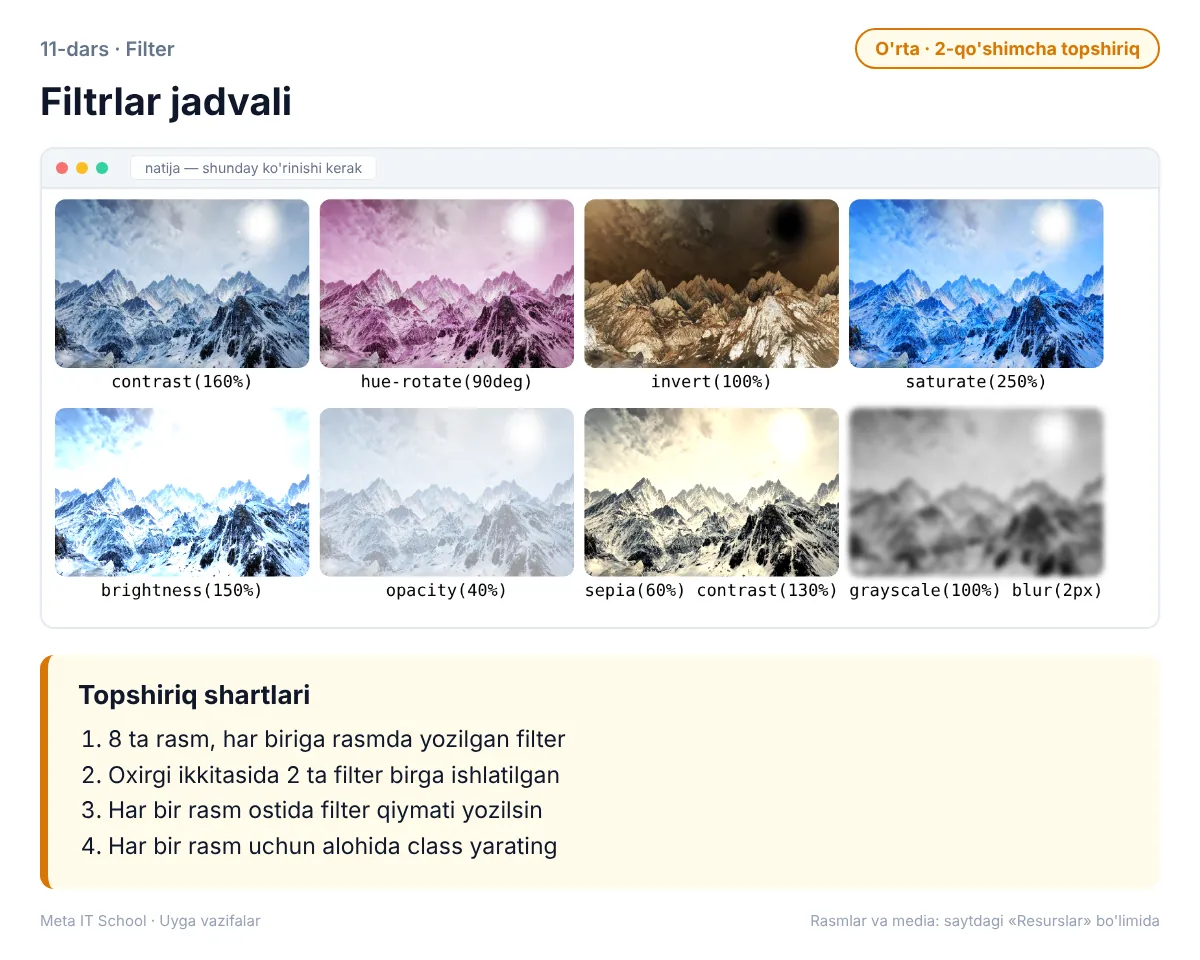 11-dars · Filter
O'rta · 2-qo'shimcha topshiriq
Filtrlar jadvali
natija — shunday ko'rinishi kerak
contrast(160%) hue-rotate(90deg) invert(100%) saturate(250%)
brightness(150%) opacity(40%) sepia(60%) contrast(130%) grayscale(100%) blur(2px)
Topshiriq shartlari
1. 8 ta rasm, har biriga rasmda yozilgan filter
2. Oxirgi ikkitasida 2 ta filter birga ishlatilgan
3. Har bir rasm ostida filter qiymati yozilsin
4. Har bir rasm uchun alohida class yarating
Meta IT School · Uyga vazifalar
Rasmlar va media: saytdagi «Resurslar» bo'limida